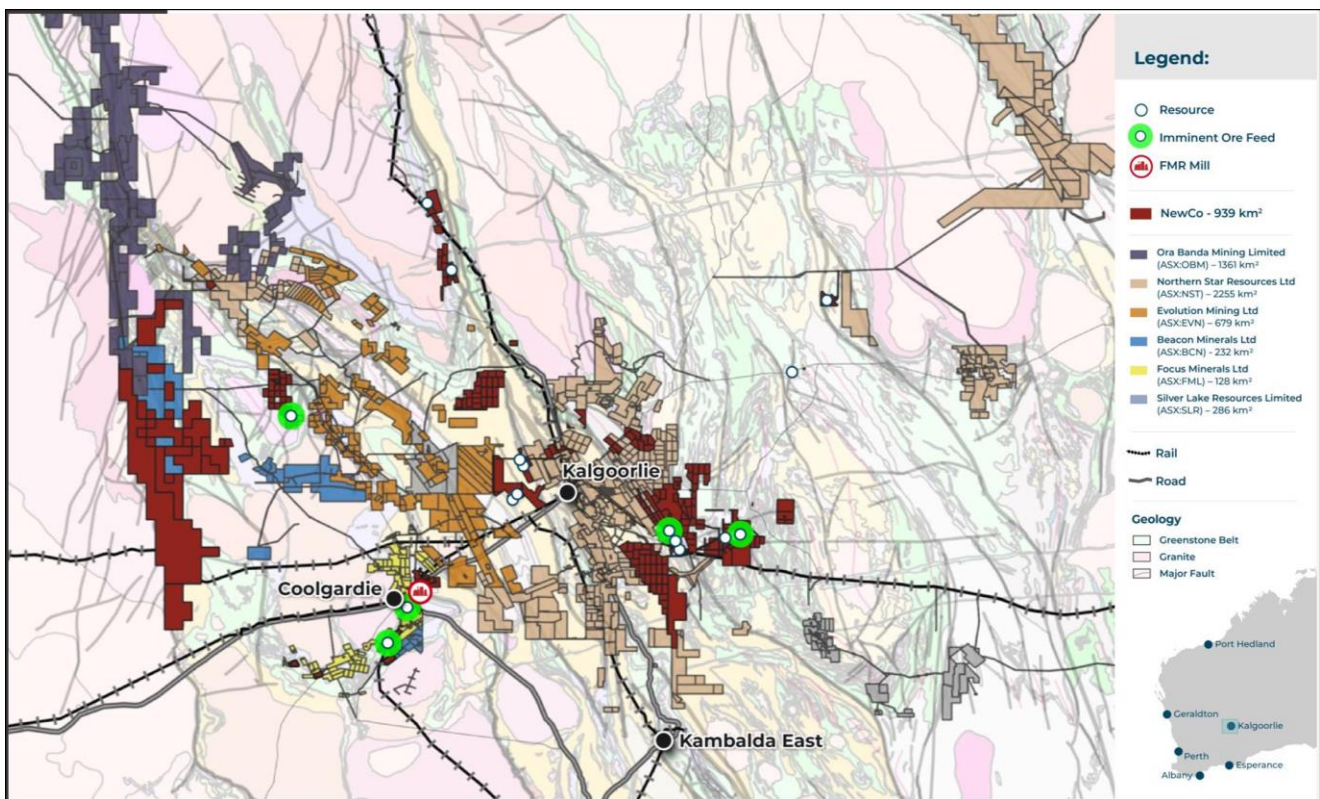 Legend:
Resource
Imminent Ore Feed
FMR Mill
NewCo - 939 km²
Ora Banda Mining Limited
(ASX:OBM) – 1361 km²
Northern Star Resources Ltd
(ASX:NST) – 2255 km²
Evolution Mining Ltd
(ASX:EVN) – 679 km²
Beacon Minerals Ltd
(ASX:BCN) – 232 km²
Focus Minerals Ltd
(ASX:FML) – 128 km²
Silver Lake Resources Limited
(ASX:SLR) – 286 km²
Rail
Road
Geology
Greenstone Belt
Granite
Major Fault
Kalgoorlie
Coolgardie
Kambalda East
Port Hedland
Geraldton
Kalgoorlie
Perth
Esperance
Albany